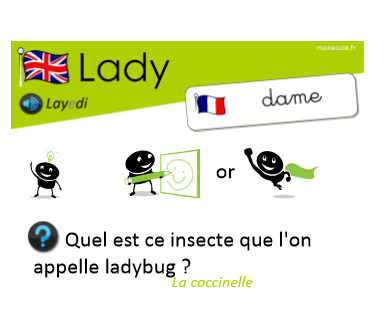 monecole.fr
Lady
Layedi
dame
or
Quel est ce insecte que l'on
appelle ladybug ?
La coccinelle